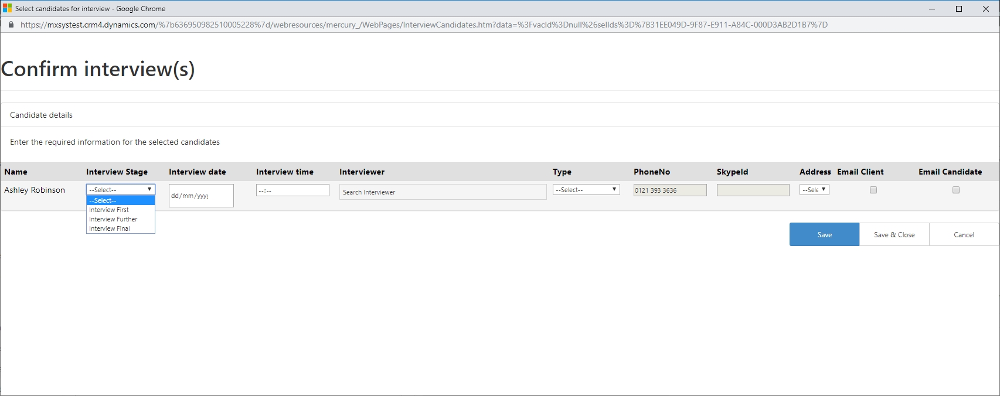 Select candidates for interview - Google Chrome
https://mxsystest.crm4.dynamics.com/%7b636950982510005228%7d/webresources/mercury_/WebPages/InterviewCandidates.htm?data=%3Fvacld%3Dnull%26sellds%3D%7B31EE049D-9F87-E911-A84C-000D3AB2D1B7%7D
Confirm interview(s)
Candidate details
Enter the required information for the selected candidates
Name Interview Stage Interview date Interview time Interviewer Type PhoneNo SkypeId Address Email Client Email Candidate
Ashley Robinson --Select-- dd/mm/yyyy --:-- Search Interviewer --Select-- 0121 393 3636 --Sele
--Select--
Interview First
Interview Further
Interview Final
Save Save & Close Cancel